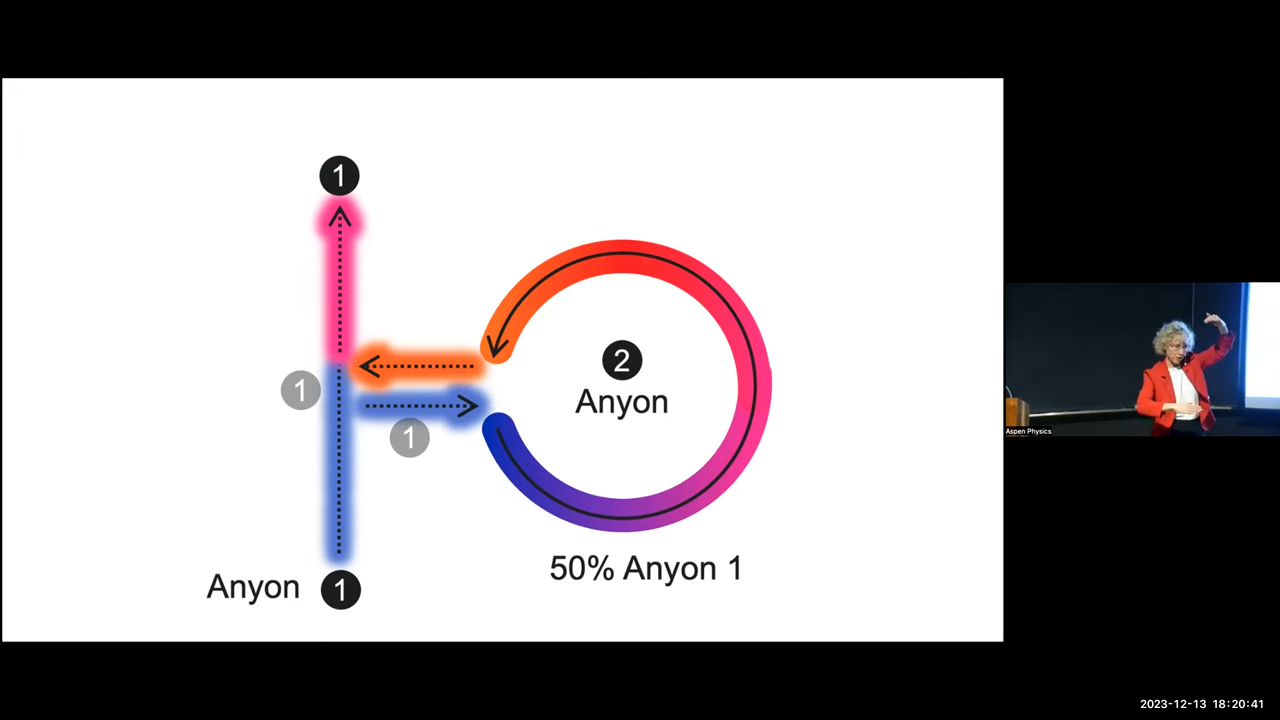 1
1
2
Anyon
1
50% Anyon 1
Anyon 1
Aspen Physics
2023-12-13 18:20:41